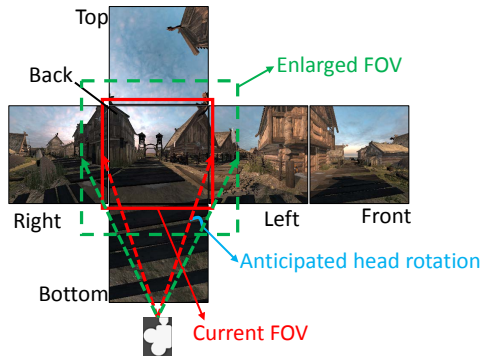 Top
Enlarged FOV
Back
Right
Left
Front
Anticipated head rotation
Bottom
Current FOV